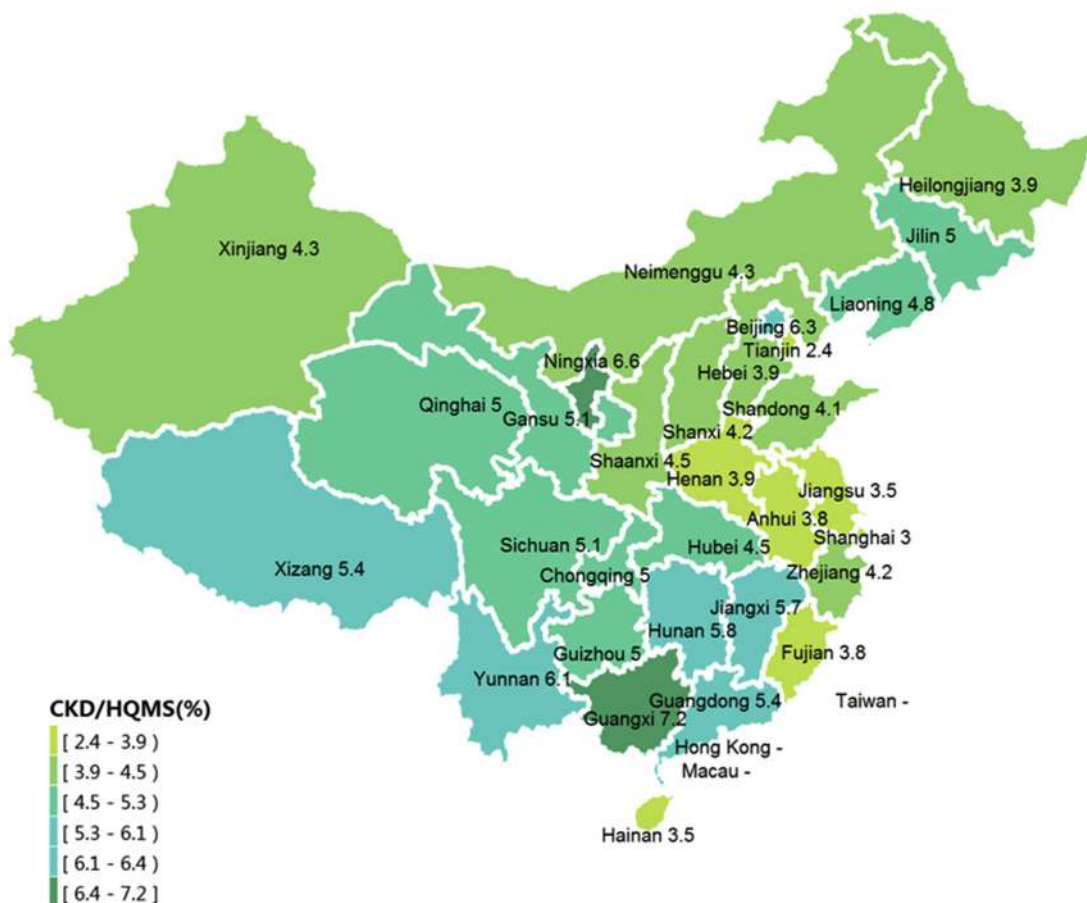 Heilongjiang 3.9
Jilin 5
Xinjiang 4.3
Neimenggu 4.3
Liaoning 4.8
Beijing 6.3
Tianjin 2.4
Ningxia 6.6
Hebei 3.9
Qinghai 5
Gansu 5.1
Shandong 4.1
Shanxi 4.2
Shaanxi 4.5
Henan 3.9
Jiangsu 3.5
Anhui 3.8
Shanghai 3
Sichuan 5.1
Hubei 4.5
Xizang 5.4
Chongqing 5
Zhejiang 4.2
Jiangxi 5.7
Hunan 5.8
Guizhou 5
Fujian 3.8
Yunnan 6.1
Guangdong 5.4
Taiwan -
Guangxi 7.2
Hong Kong -
Macau -
Hainan 3.5
CKD/HQMS(%)
[ 2.4 - 3.9 )
[ 3.9 - 4.5 )
[ 4.5 - 5.3 )
[ 5.3 - 6.1 )
[ 6.1 - 6.4 )
[ 6.4 - 7.2 ]